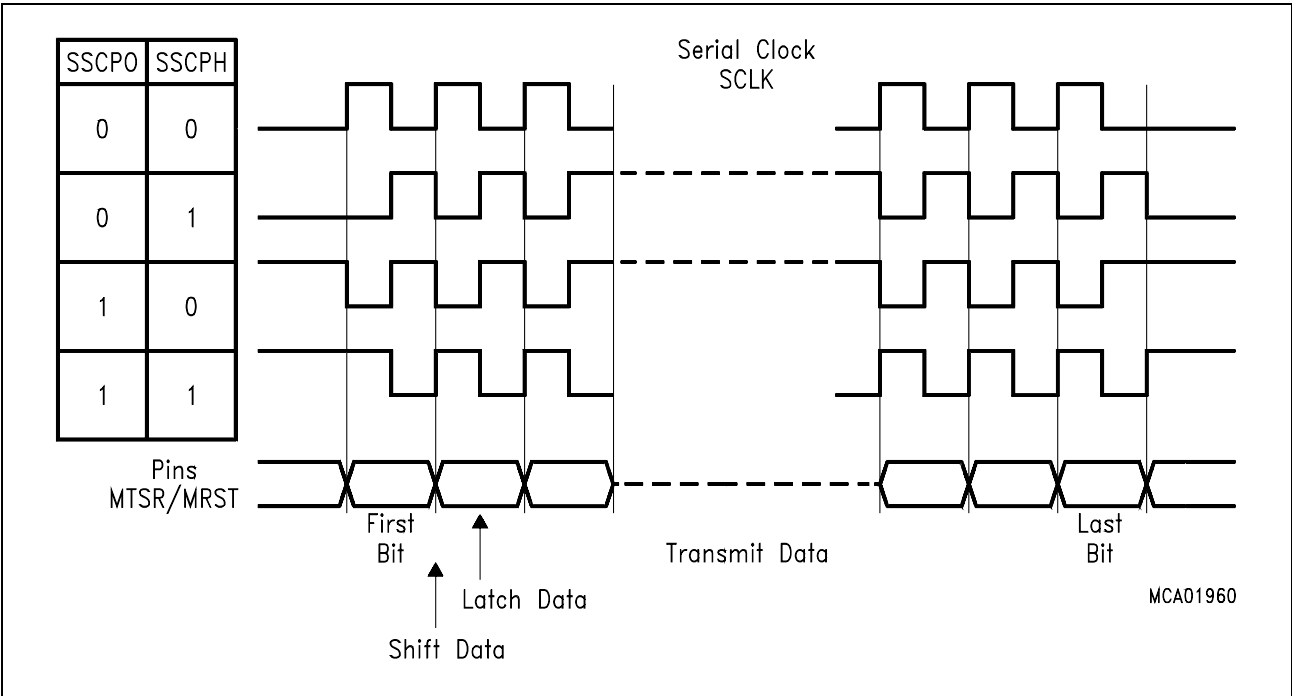 SSCPO SSCPH
Serial Clock
SCLK
0 0
0 1
1 0
1 1
Pins
MTSR/MRST
First
Bit
Last
Bit
Transmit Data
Latch Data
MCA01960
Shift Data